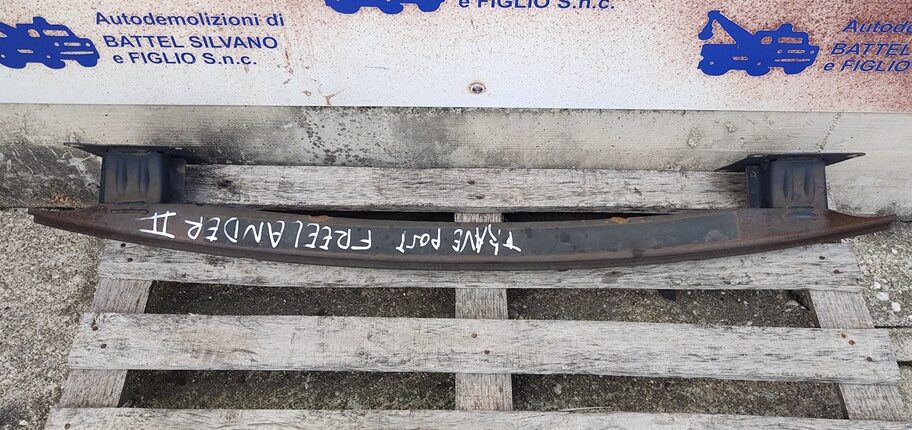 e FIGLIO S.n.c.
Autodemolizioni di
BATTEL SILVANO
e FIGLIO S.n.c.
Autode
BATTEL
e FIGLIO
TRAVE POST FREELANDER II